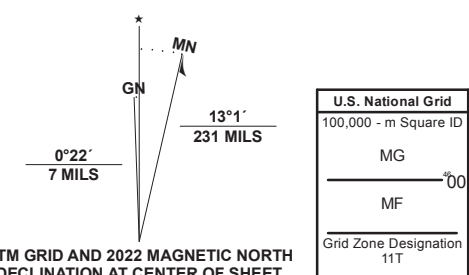 ★
MN
GN
13°1´
231 MILS
0°22´
7 MILS
TM GRID AND 2022 MAGNETIC NORTH
DECLINATION AT CENTER OF SHEET
U.S. National Grid
100,000 - m Square ID
MG
4600
MF
Grid Zone Designation
11T